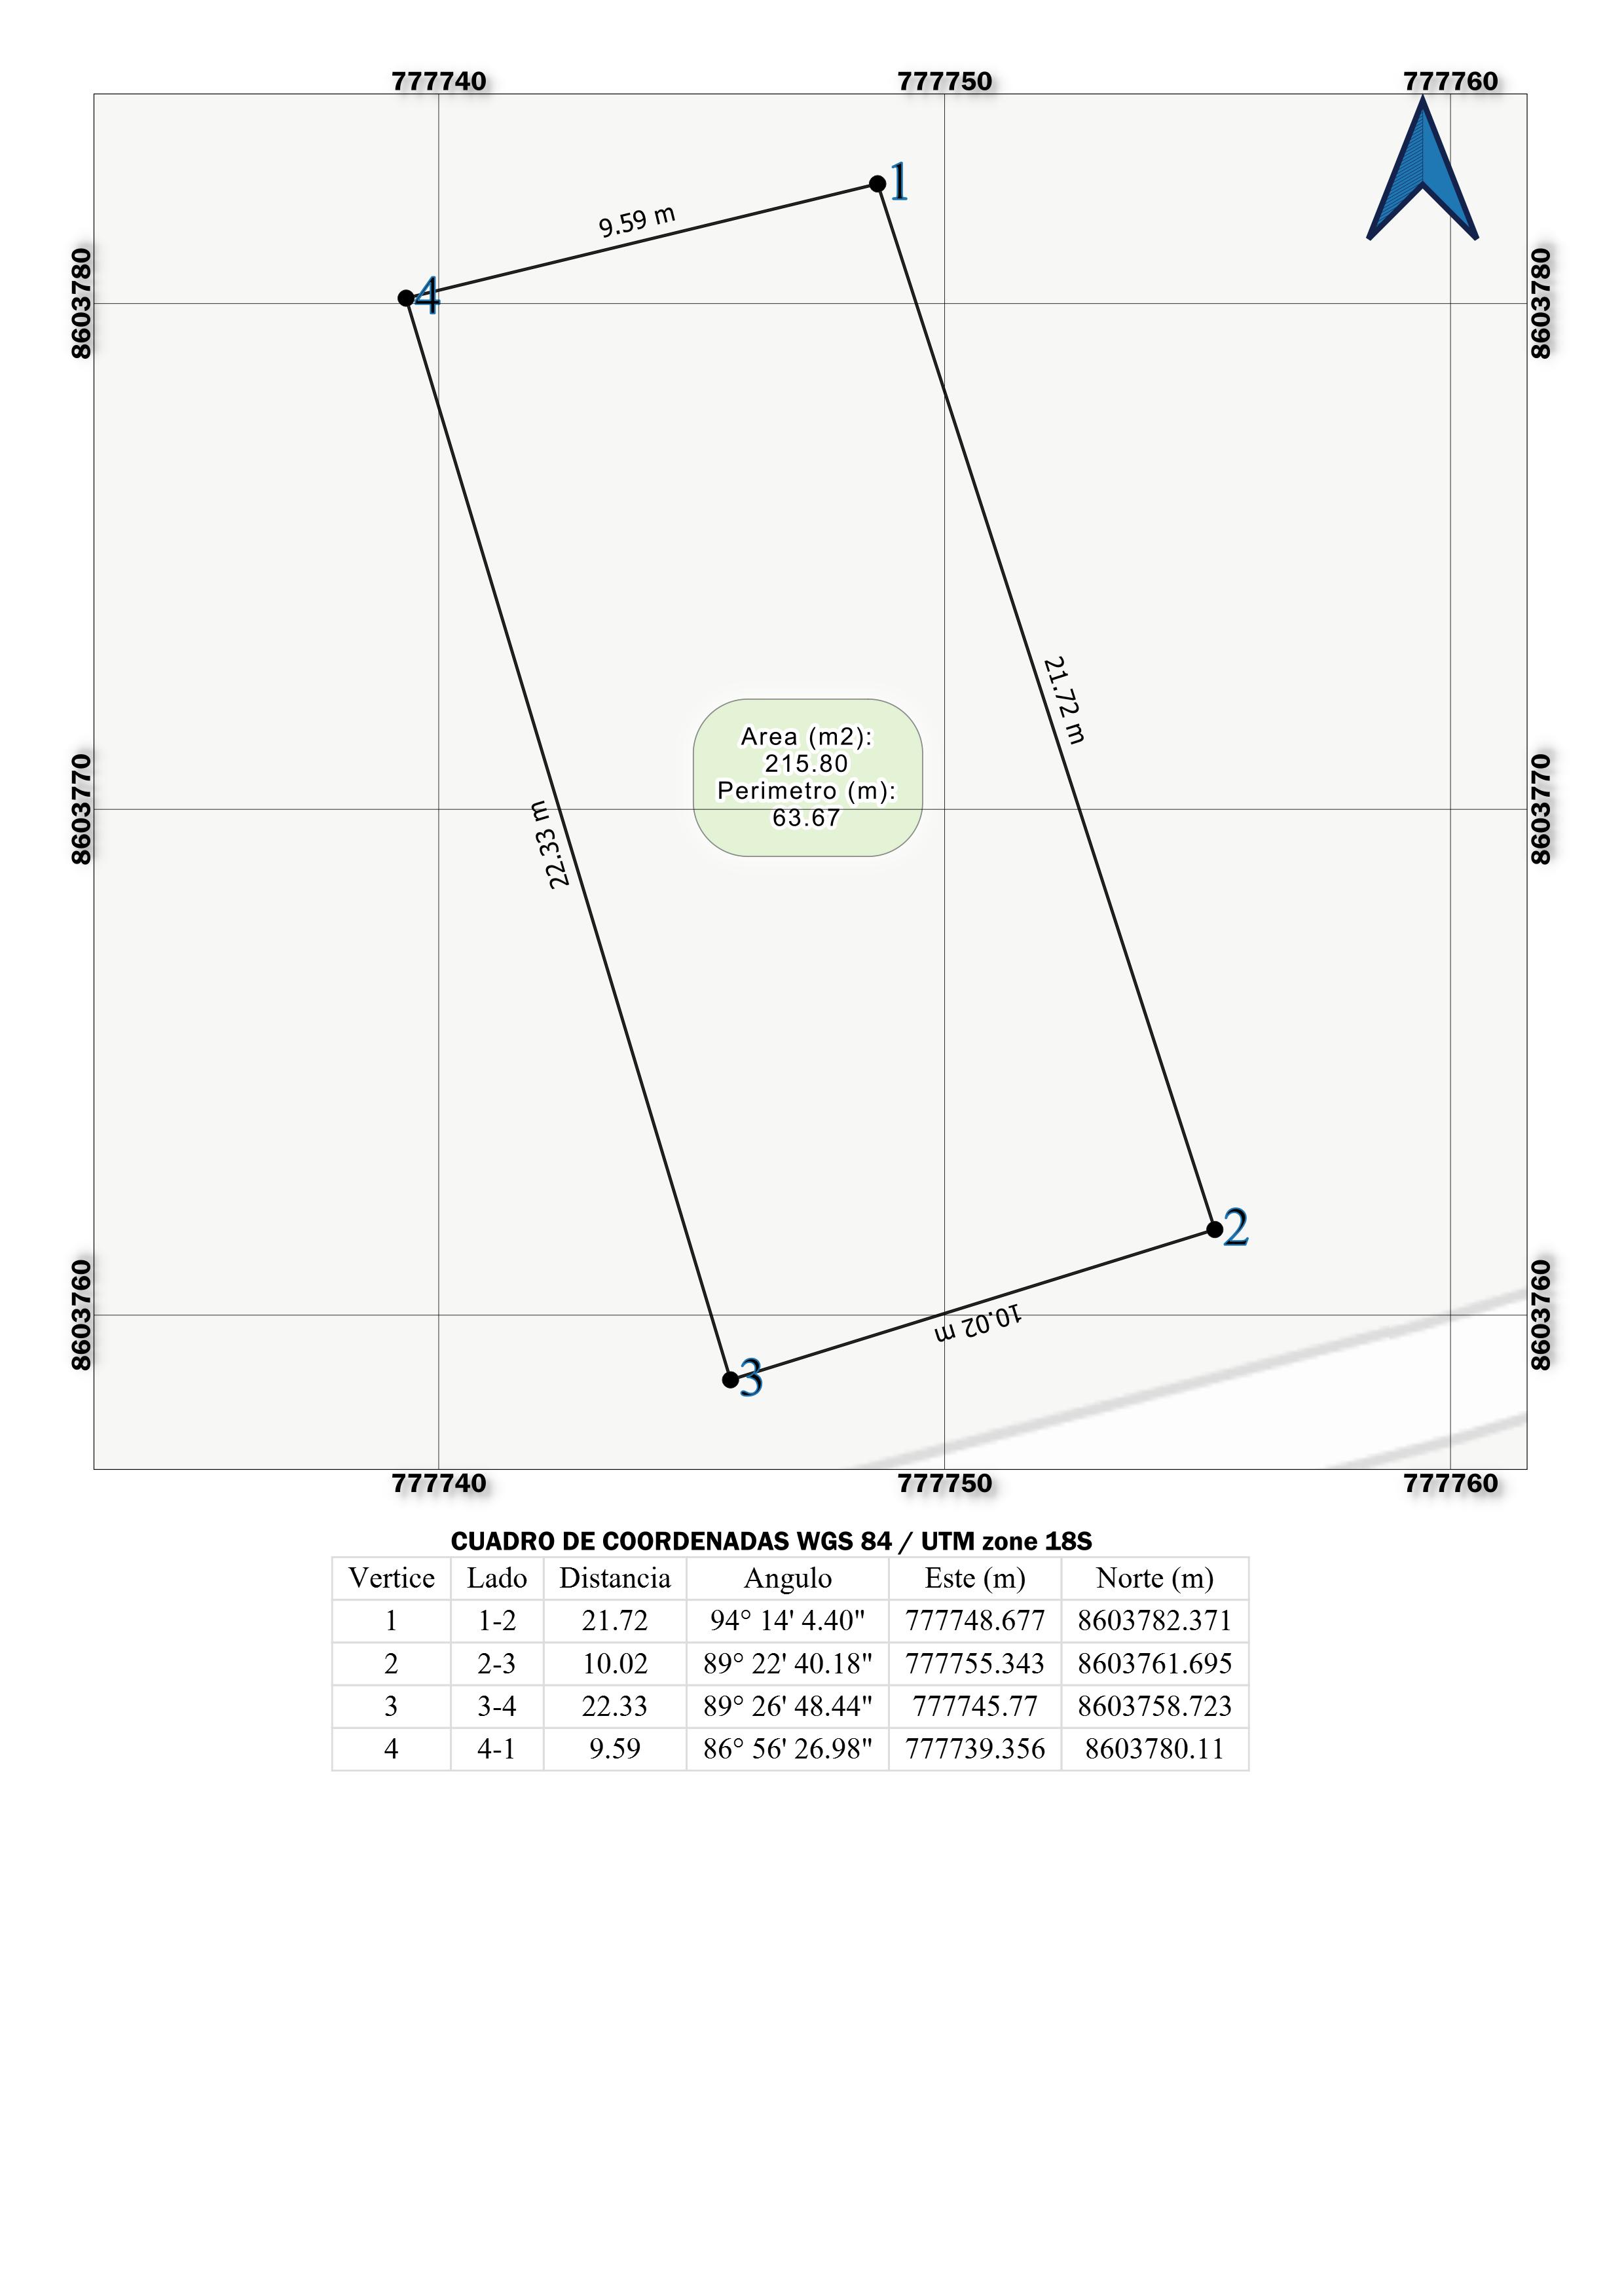 777740 777750 777760
1
9.59 m
4
8603780 8603780
21.72 m
Area (m2):
215.80
Perimetro (m):
63.67
8603770 8603770
22.33 m
2
10.02 m
8603760 8603760
3
777740 777750 777760
CUADRO DE COORDENADAS WGS 84 / UTM zone 18S
Vertice Lado Distancia Angulo Este (m) Norte (m)
1 1-2 21.72 94° 14' 4.40" 777748.677 8603782.371
2 2-3 10.02 89° 22' 40.18" 777755.343 8603761.695
3 3-4 22.33 89° 26' 48.44" 777745.77 8603758.723
4 4-1 9.59 86° 56' 26.98" 777739.356 8603780.11